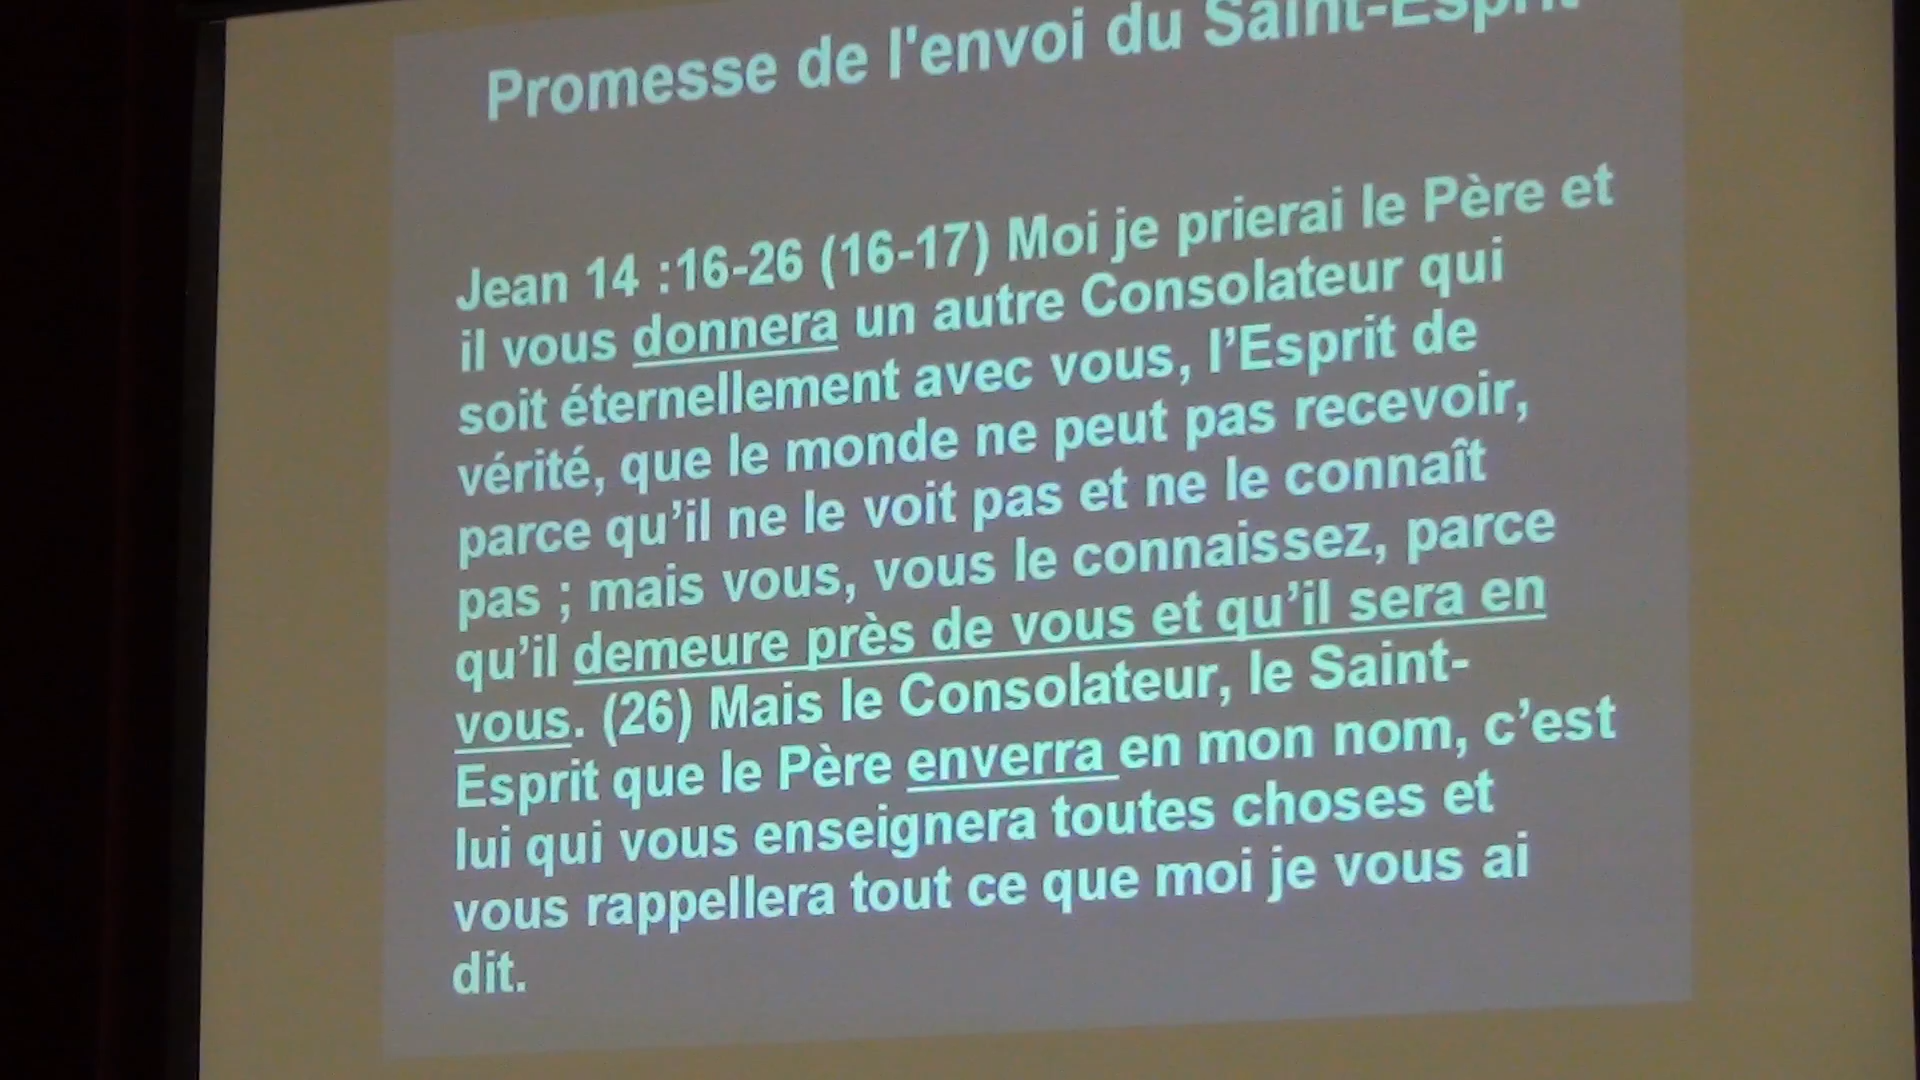 Promesse de l'envoi du Saint-Esprit
Jean 14 :16-26 (16-17) Moi je prierai le Père et
il vous donnera un autre Consolateur qui
soit éternellement avec vous, l’Esprit de
vérité, que le monde ne peut pas recevoir,
parce qu’il ne le voit pas et ne le connaît
pas ; mais vous, vous le connaissez, parce
qu’il demeure près de vous et qu’il sera en
vous. (26) Mais le Consolateur, le Saint-
Esprit que le Père enverra en mon nom, c’est
lui qui vous enseignera toutes choses et
vous rappellera tout ce que moi je vous ai
dit.